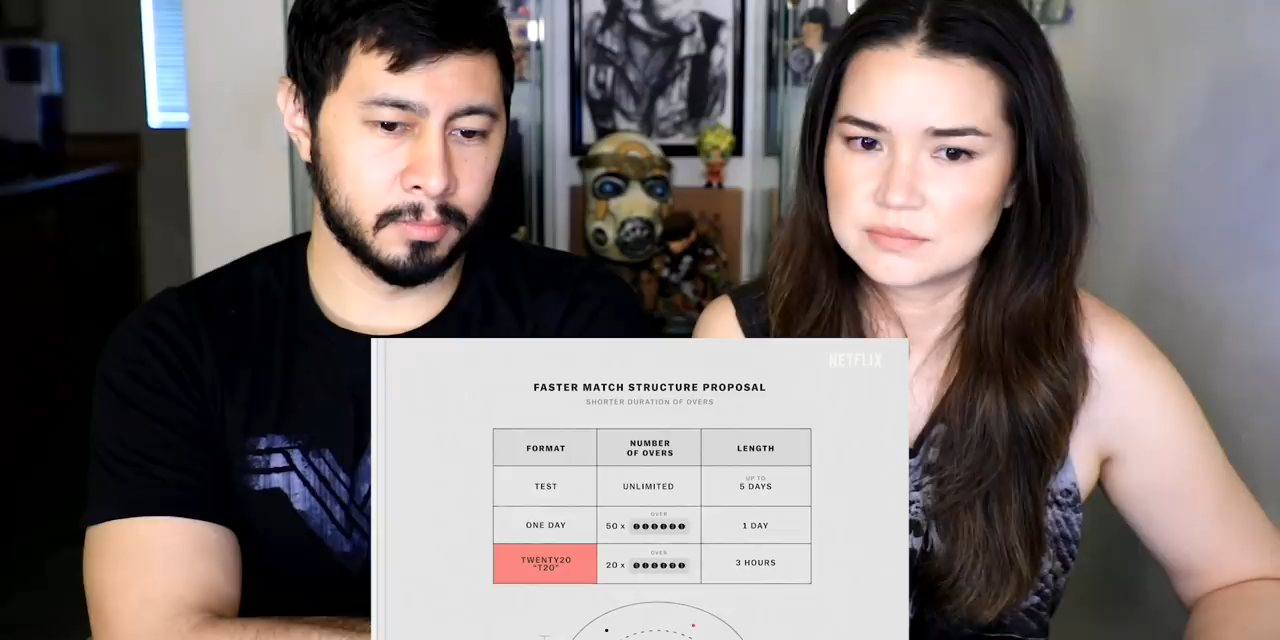 NETFLIX
FASTER MATCH STRUCTURE PROPOSAL
SHORTER DURATION OF OVERS
FORMAT
NUMBER
OF OVERS
LENGTH
TEST
UNLIMITED
UP TO
5 DAYS
ONE DAY
OVER
50 x
1 DAY
TWENTY20
"T20"
OVER
20 x
3 HOURS